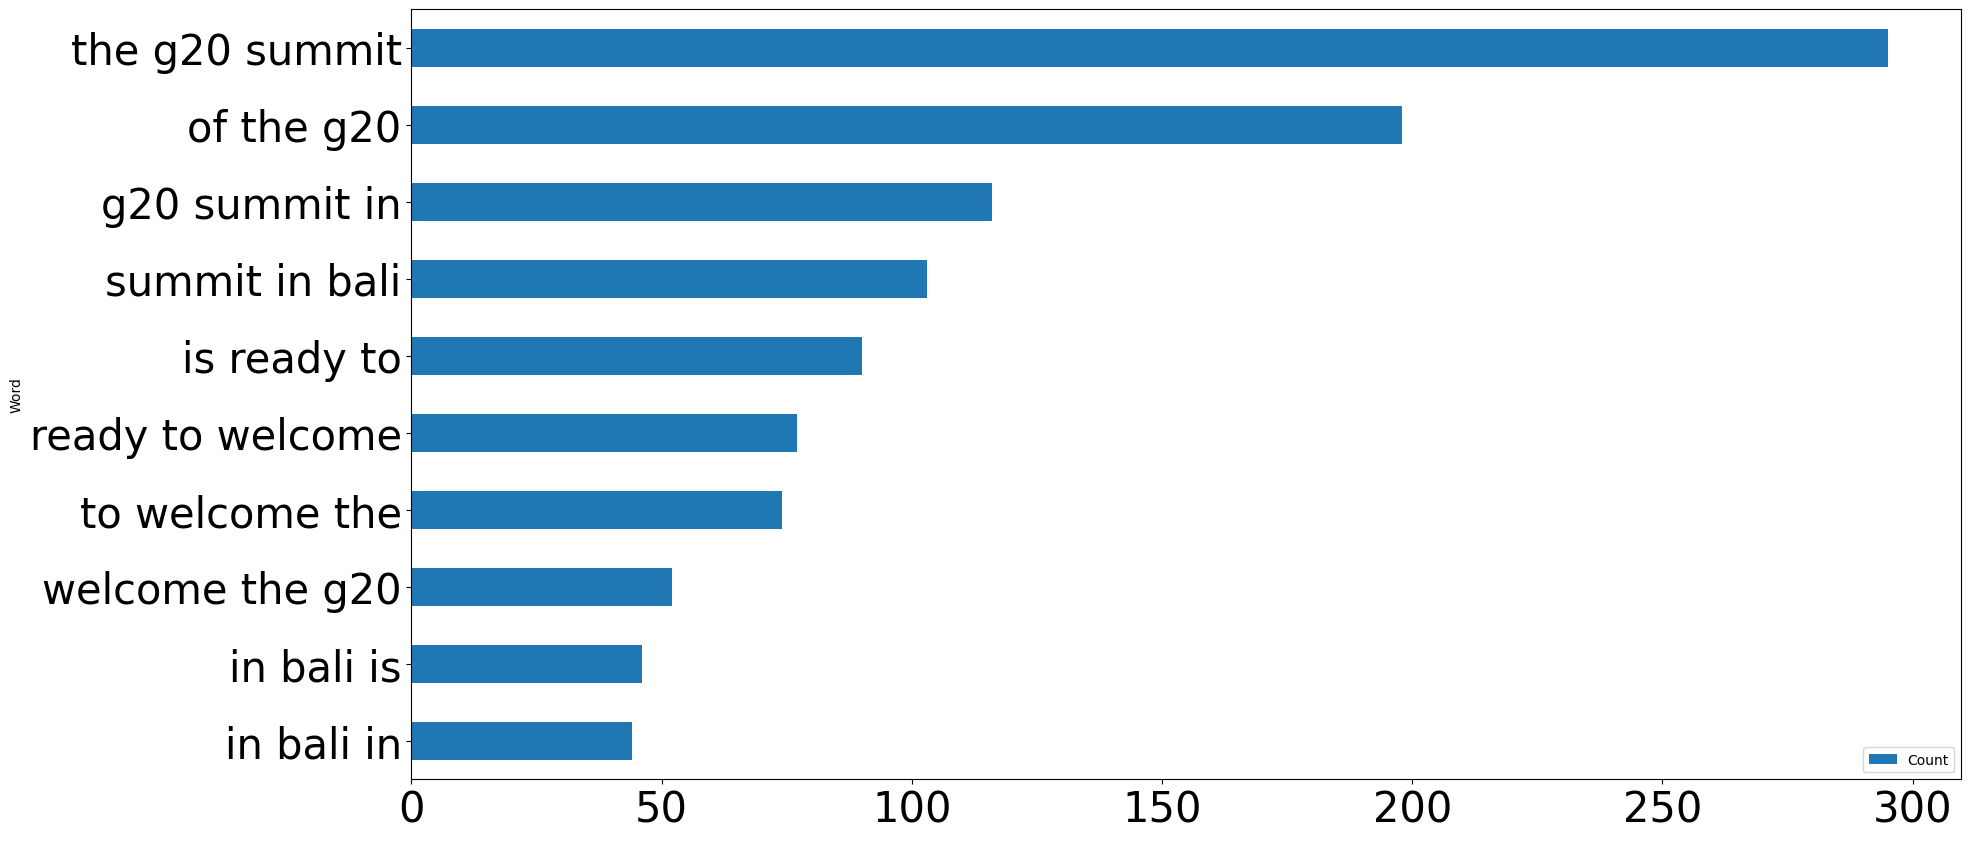 the g20 summit
of the g20
g20 summit in
summit in bali
is ready to
Word
ready to welcome
to welcome the
welcome the g20
in bali is
in bali in
Count
0 50 100 150 200 250 300